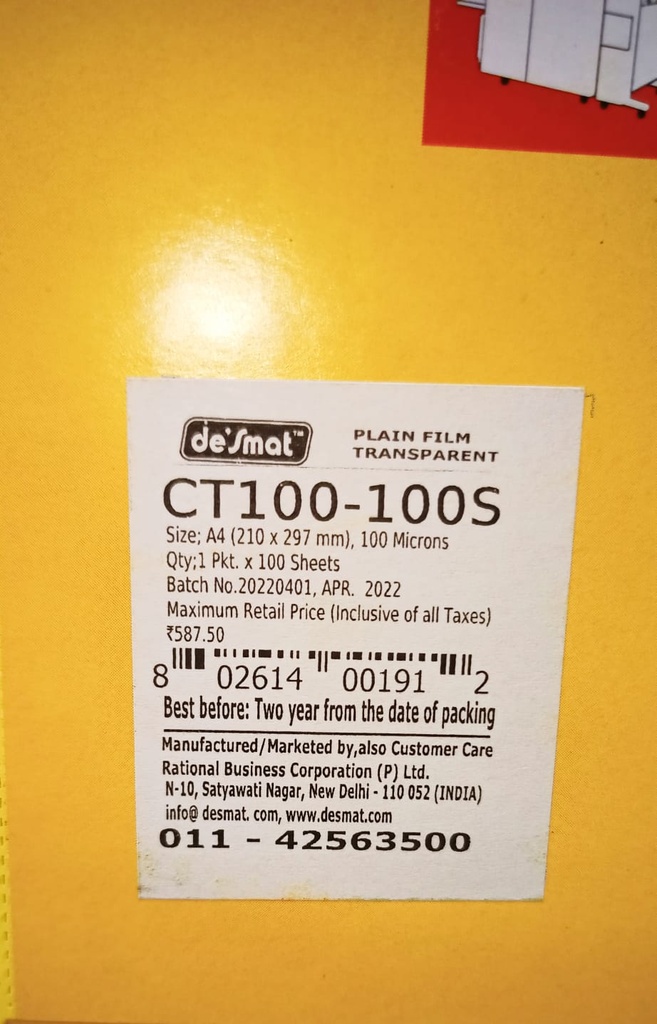 de'Smat™
PLAIN FILM
TRANSPARENT
CT100-100S
Size; A4 (210 x 297 mm), 100 Microns
Qty;1 Pkt. x 100 Sheets
Batch No.20220401, APR. 2022
Maximum Retail Price (Inclusive of all Taxes)
₹587.50
8 02614 00191 2
Best before: Two year from the date of packing
Manufactured/Marketed by,also Customer Care
Rational Business Corporation (P) Ltd.
N-10, Satyawati Nagar, New Delhi - 110 052 (INDIA)
info@ desmat. com, www.desmat.com
011 - 42563500